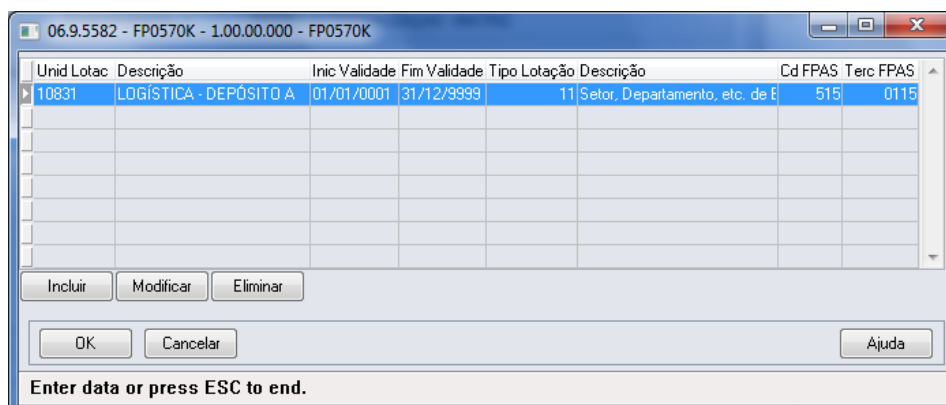 06.9.5582 - FP0570K - 1.00.00.000 - FP0570K
Unid Lotac Descrição Inic Validade Fim Validade Tipo Lotação Descrição Cd FPAS Terc FPAS
10831 LOGÍSTICA - DEPÓSITO A 01/01/0001 31/12/9999 11 Setor, Departamento, etc. de E 515 0115
Incluir Modificar Eliminar
OK Cancelar Ajuda
Enter data or press ESC to end.